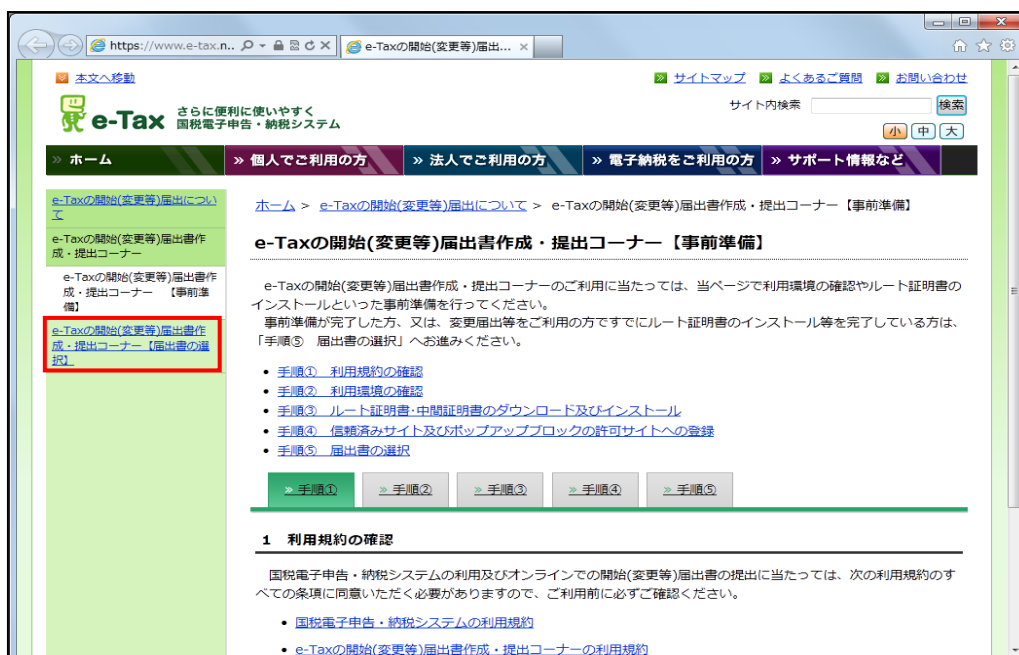 https://www.e-tax.n..
e-Taxの開始(変更等)届出...
本文へ移動
サイトマップ よくあるご質問 お問い合わせ
e-Tax さらに便利に使いやすく
国税電子申告・納税システム
サイト内検索 検索
小 中 大
» ホーム » 個人でご利用の方 » 法人でご利用の方 » 電子納税をご利用の方 » サポート情報など
e-Taxの開始(変更等)届出につい
て
e-Taxの開始(変更等)届出書作
成・提出コーナー
e-Taxの開始(変更等)届出書作
成・提出コーナー 【事前準
備】
e-Taxの開始(変更等)届出書作
成・提出コーナー【届出書の選
択】
ホーム > e-Taxの開始(変更等)届出について > e-Taxの開始(変更等)届出書作成・提出コーナー【事前準備】
e-Taxの開始(変更等)届出書作成・提出コーナー【事前準備】
e-Taxの開始(変更等)届出書作成・提出コーナーのご利用に当たっては、当ページで利用環境の確認やルート証明書の
インストールといった事前準備を行ってください。
事前準備が完了した方、又は、変更届出等をご利用の方ですでにルート証明書のインストール等を完了している方は、
「手順⑤ 届出書の選択」へお進みください。
• 手順① 利用規約の確認
• 手順② 利用環境の確認
• 手順③ ルート証明書・中間証明書のダウンロード及びインストール
• 手順④ 信頼済みサイト及びポップアップブロックの許可サイトへの登録
• 手順⑤ 届出書の選択
» 手順① » 手順② » 手順③ » 手順④ » 手順⑤
1 利用規約の確認
国税電子申告・納税システムの利用及びオンラインでの開始(変更等)届出書の提出に当たっては、次の利用規約のす
べての条項に同意いただく必要がありますので、ご利用前に必ずご確認ください。
• 国税電子申告・納税システムの利用規約
• e-Taxの開始(変更等)届出書作成・提出コーナーの利用規約